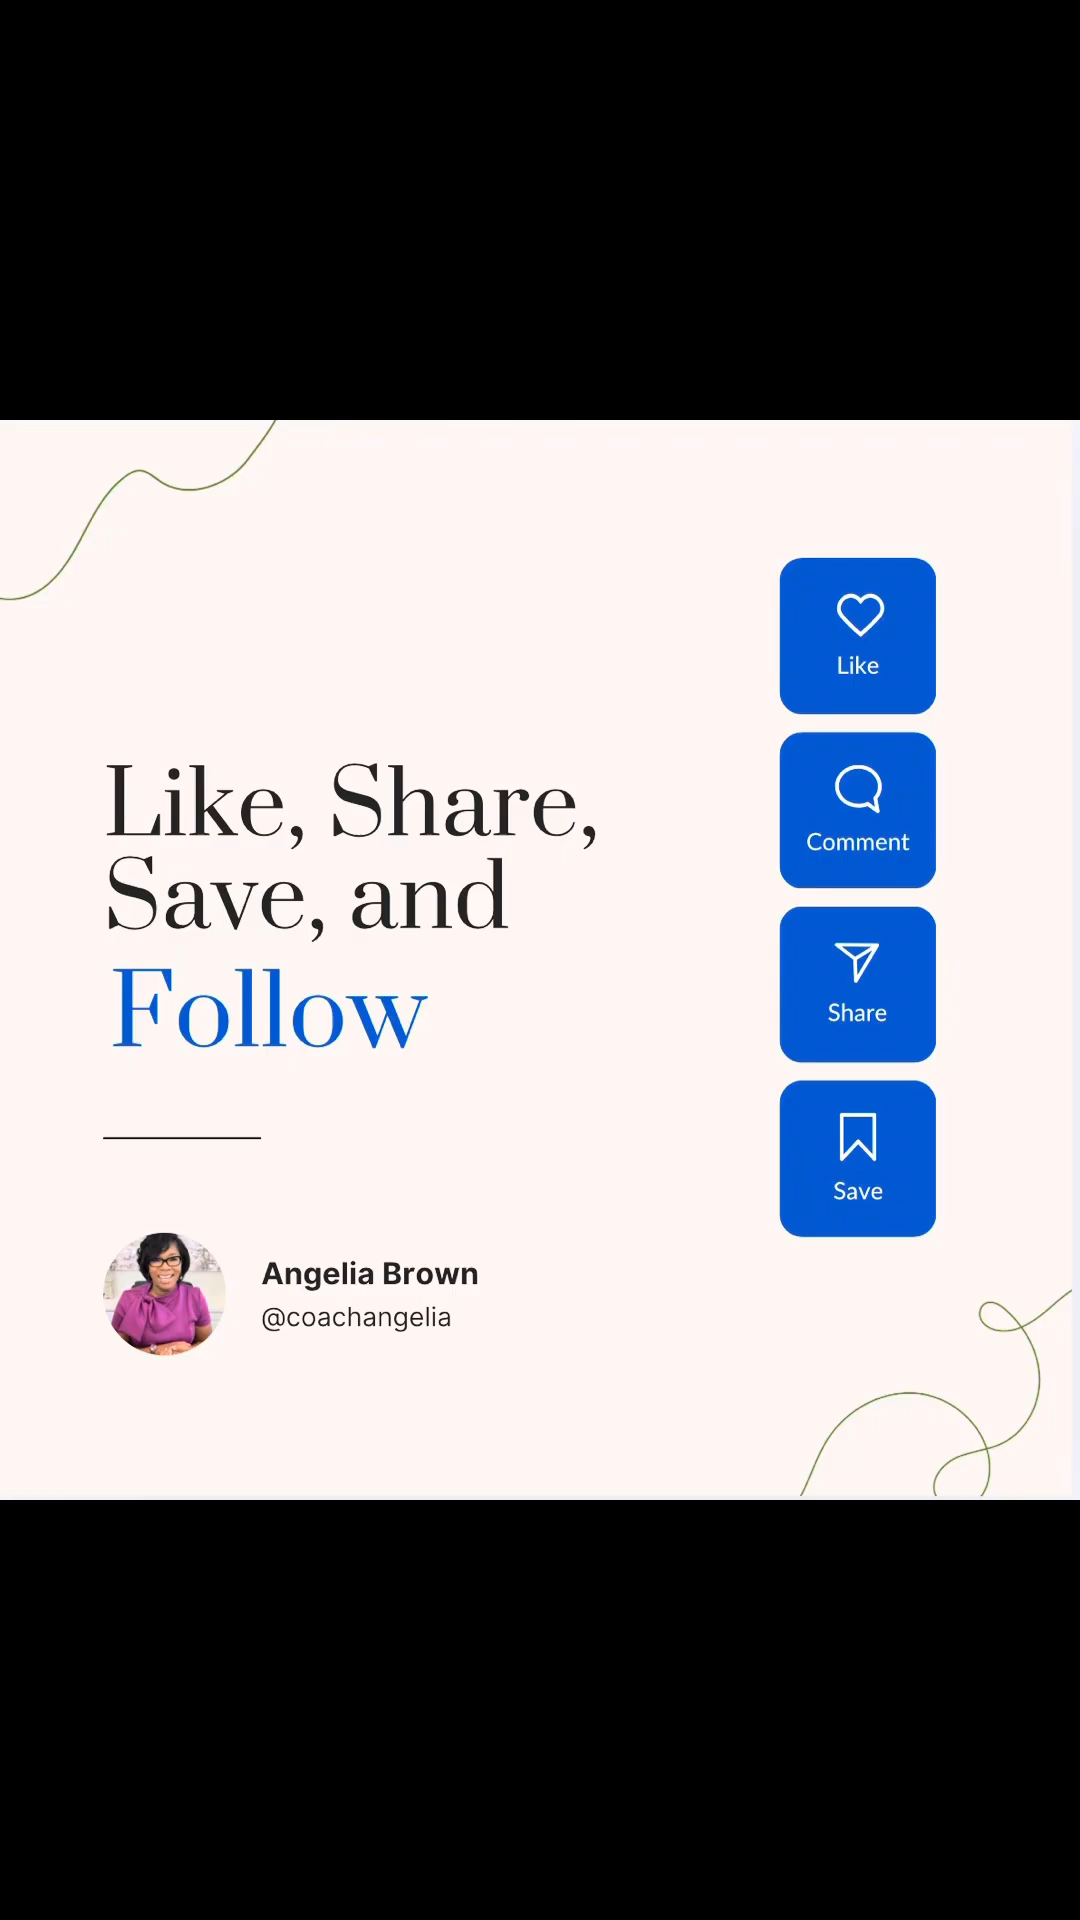 Like, Share,
Save, and
Follow
Angelia Brown
@coachangelia
Like
Comment
Share
Save